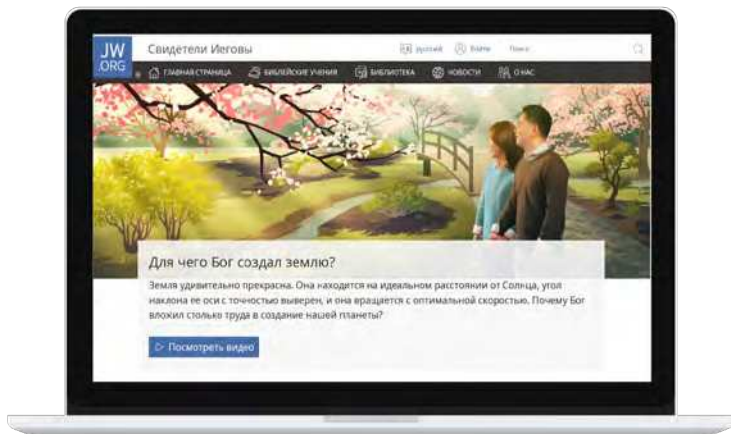 JW
.ORG
Свидетели Иеговы
русский Войти Поиск
ГЛАВНАЯ СТРАНИЦА БИБЛЕЙСКИЕ УЧЕНИЯ БИБЛИОТЕКА НОВОСТИ О НАС
Для чего Бог создал землю?
Земля удивительно прекрасна. Она находится на идеальном расстоянии от Солнца, угол
наклона ее оси с точностью выверен, и она вращается с оптимальной скоростью. Почему Бог
вложил столько труда в создание нашей планеты?
Посмотреть видео